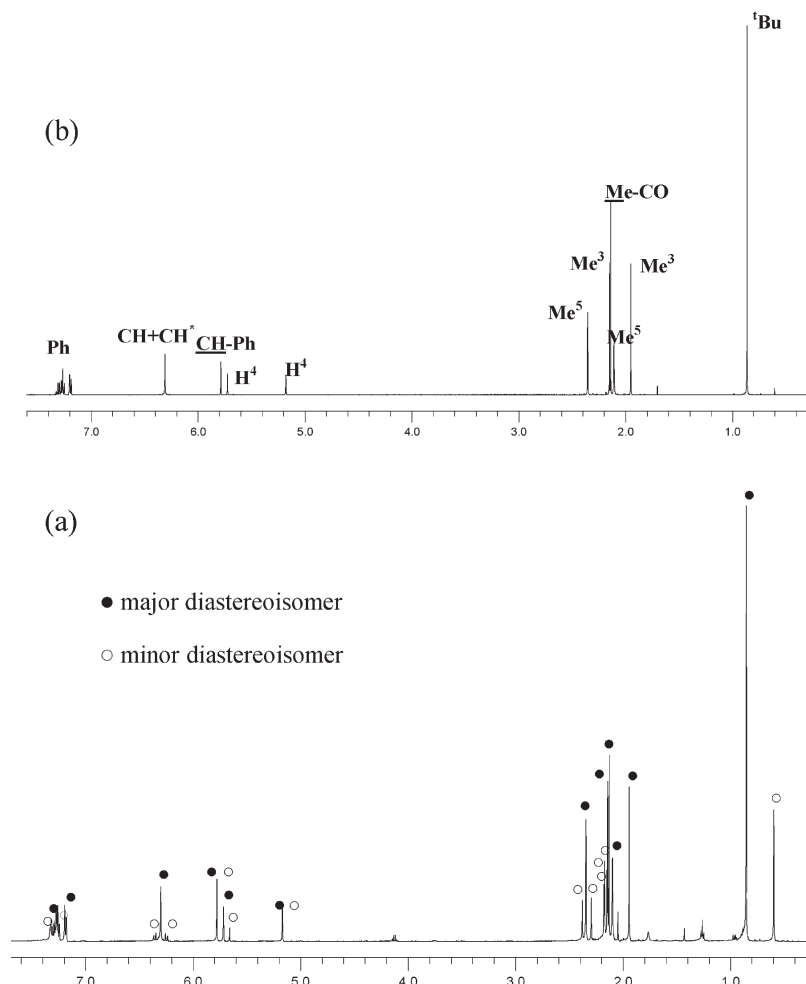 ᵗBu
(b)
Me-CO
Me³
Me³
Me⁵
Me⁵
CH+CH*
CH-Ph
Ph
H⁴
H⁴
7.0 6.0 5.0 4.0 3.0 2.0 1.0
(a)
● major diastereoisomer
○ minor diastereoisomer
7.0 6.0 5.0 4.0 3.0 2.0 1.0